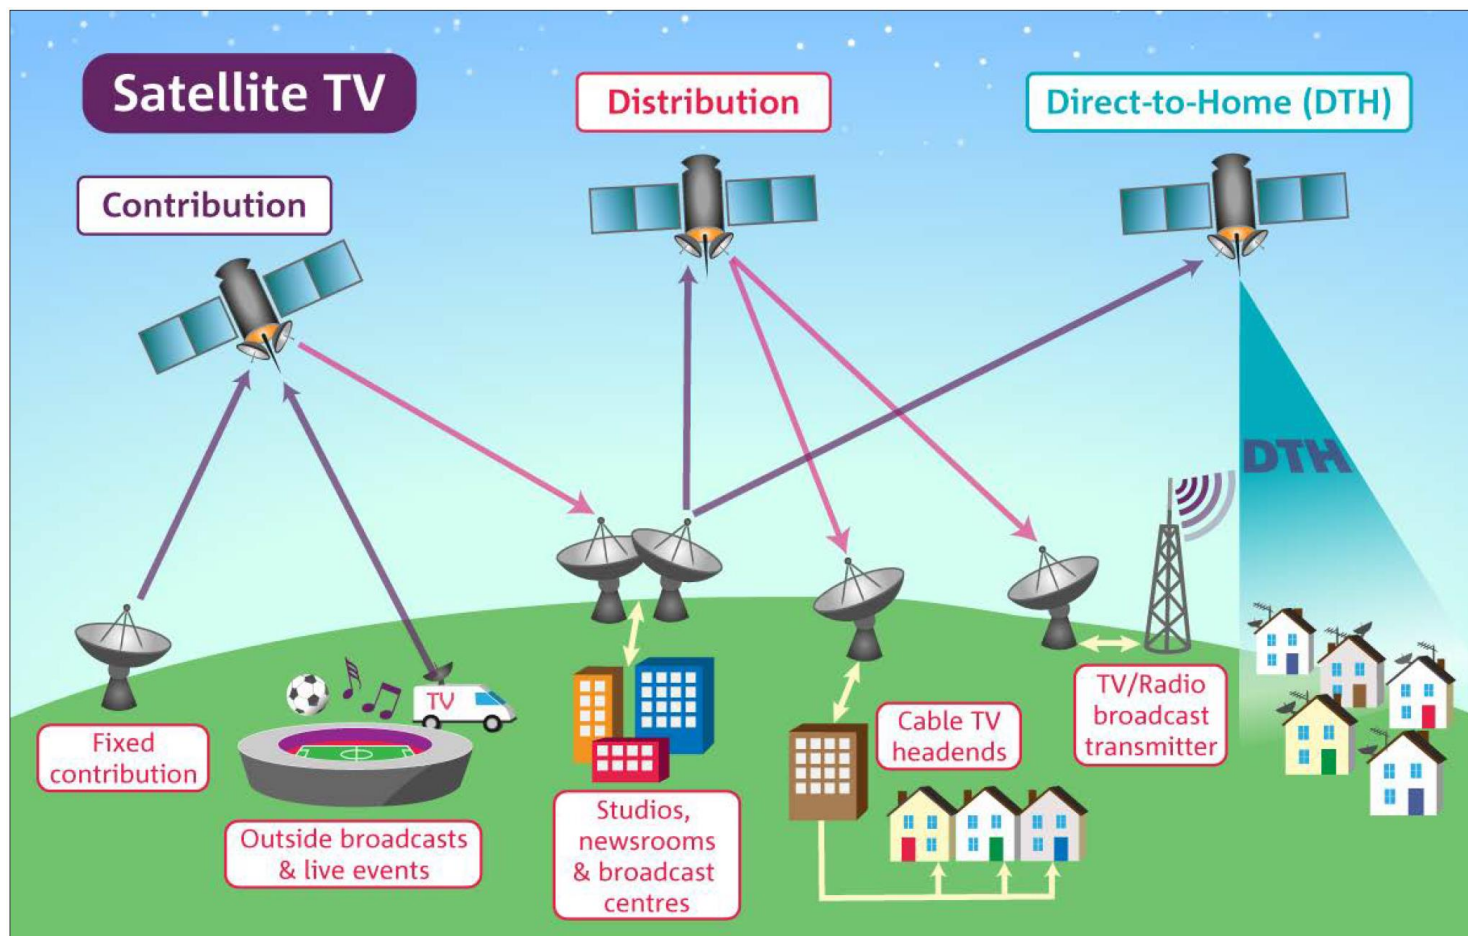 Satellite TV
Distribution
Direct-to-Home (DTH)
Contribution
DTH
TV
Fixed
contribution
Outside broadcasts
& live events
Studios,
newsrooms
& broadcast
centres
Cable TV
headends
TV/Radio
broadcast
transmitter